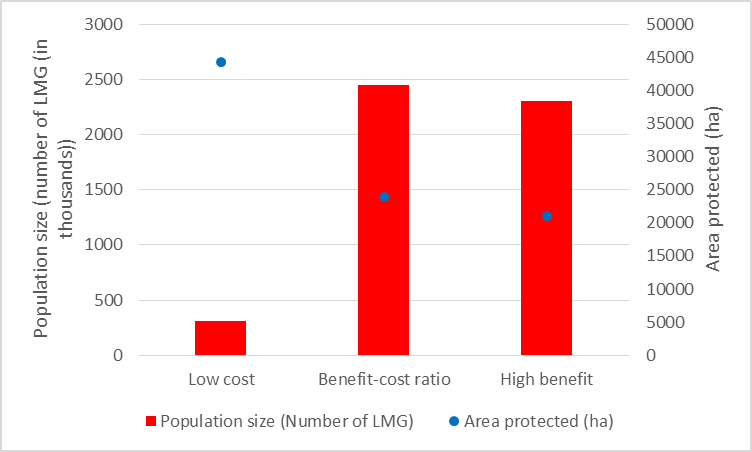 3000
2500
2000
1500
1000
500
0
Population size (number of LMG (in
thousands))
50000
45000
40000
35000
30000
25000
20000
15000
10000
5000
0
Area protected (ha)
Low cost
Benefit-cost ratio
High benefit
Population size (Number of LMG)
Area protected (ha)